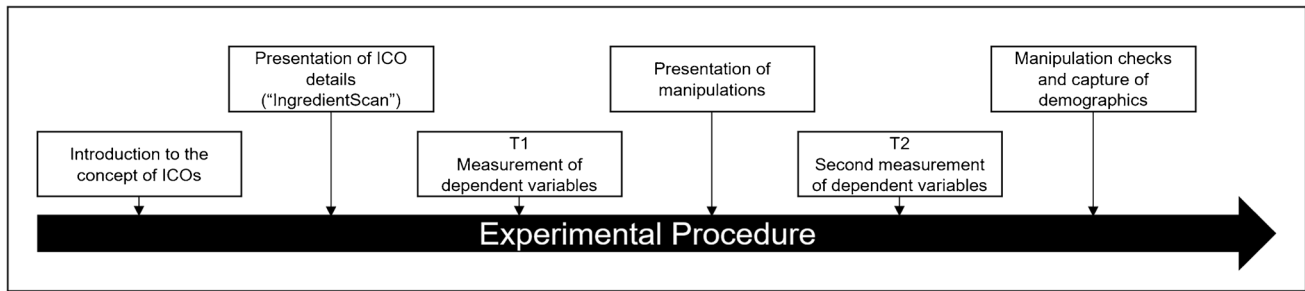 Introduction to the
concept of ICOs
Presentation of ICO
details
(“IngredientScan”)
T1
Measurement of
dependent variables
Presentation of
manipulations
T2
Second measurement
of dependent variables
Manipulation checks
and capture of
demographics
Experimental Procedure